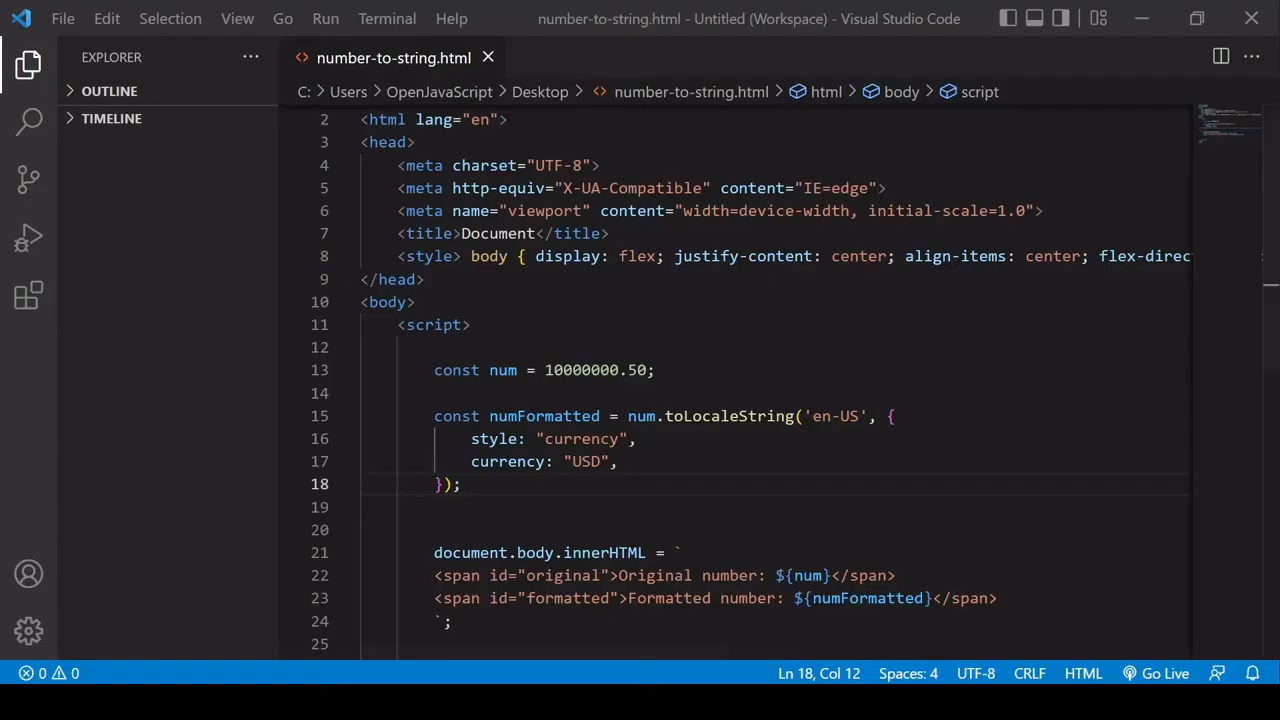 File Edit Selection View Go Run Terminal Help number-to-string.html - Untitled (Workspace) - Visual Studio Code
EXPLORER
OUTLINE
TIMELINE
number-to-string.html
C: > Users > OpenJavaScript > Desktop > number-to-string.html > html > body > script
2 <html lang="en">
3 <head>
4 <meta charset="UTF-8">
5 <meta http-equiv="X-UA-Compatible" content="IE=edge">
6 <meta name="viewport" content="width=device-width, initial-scale=1.0">
7 <title>Document</title>
8 <style> body { display: flex; justify-content: center; align-items: center; flex-direc
9 </head>
10 <body>
11 <script>
12
13 const num = 10000000.50;
14
15 const numFormatted = num.toLocaleString('en-US', {
16 style: "currency",
17 currency: "USD",
18 });
19
20
21 document.body.innerHTML = `
22 <span id="original">Original number: ${num}</span>
23 <span id="formatted">Formatted number: ${numFormatted}</span>
24 `;
25
0 0 Ln 18, Col 12 Spaces: 4 UTF-8 CRLF HTML Go Live